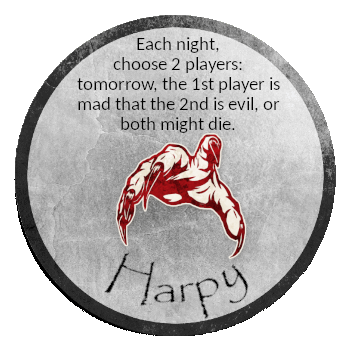 Each night,
choose 2 players:
tomorrow, the 1st player is
mad that the 2nd is evil, or
both might die.
Harpy